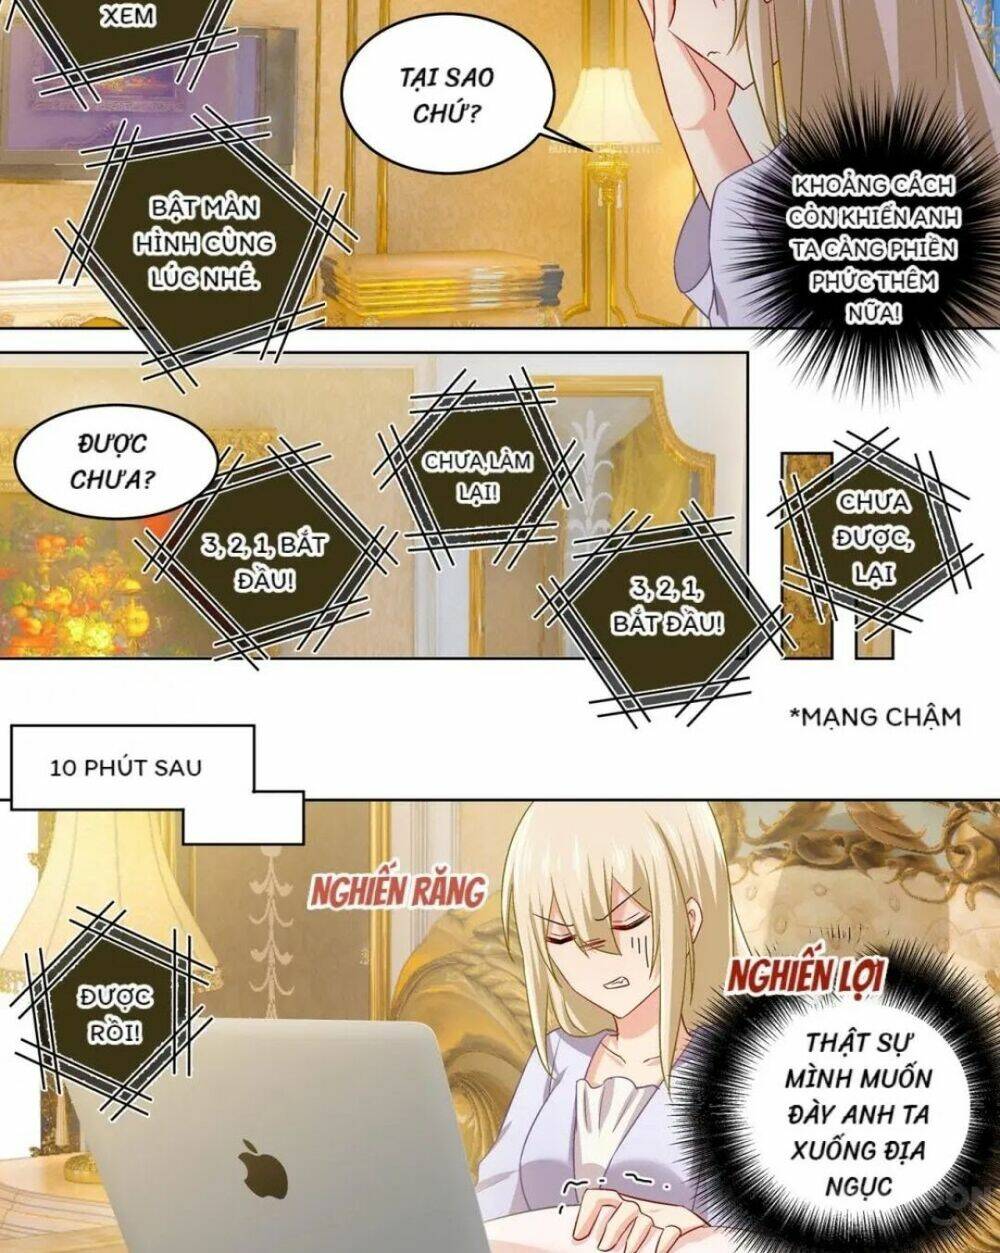 XEM
TẠI SAO
CHỨ?
BẬT MÀN
HÌNH CÙNG
LÚC NHÉ.
KHOẢNG CÁCH
CÒN KHIẾN ANH
TA CÀNG PHIỀN
PHỨC THÊM
NỮA!
ĐƯỢC
CHƯA?
3, 2, 1, BẮT
ĐẦU!
CHƯA,LÀM
LẠI!
3, 2, 1,
BẮT ĐẦU!
CHƯA
ĐƯỢC,
LẠI
*MẠNG CHẬM
10 PHÚT SAU
NGHIẾN RĂNG
NGHIẾN LỢI
ĐƯỢC
RỒI!
THẬT SỰ
MÌNH MUỐN
ĐÀY ANH TA
XUỐNG ĐỊA
NGỤC